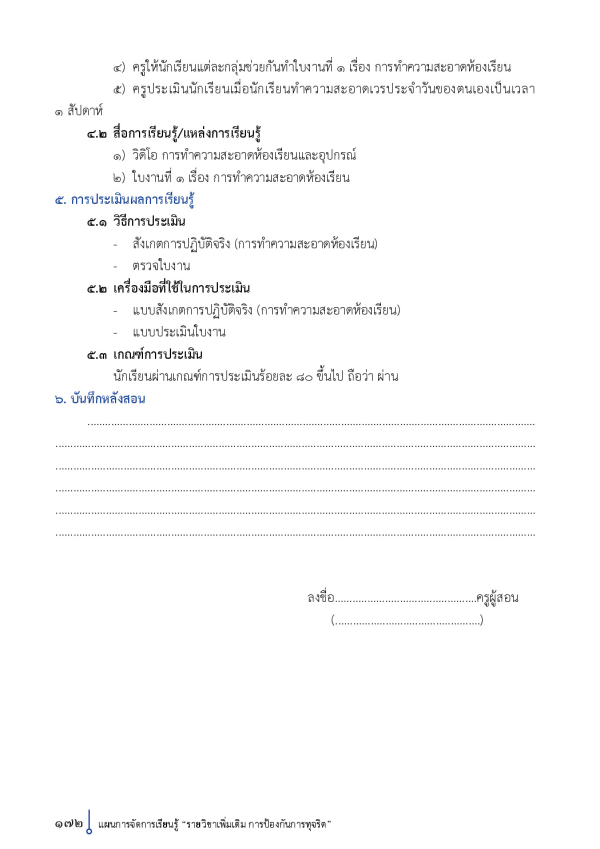 ๔) ครูให้นักเรียนแต่ละกลุ่มช่วยกันทำใบงานที่ ๑ เรื่อง การทำความสะอาดห้องเรียน
๕) ครูประเมินนักเรียนเมื่อนักเรียนทำความสะอาดเวรประจำวันของตนเองเป็นเวลา
๑ สัปดาห์
๔.๒ สื่อการเรียนรู้/แหล่งการเรียนรู้
๑) วิดิโอ การทำความสะอาดห้องเรียนและอุปกรณ์
๒) ใบงานที่ ๑ เรื่อง การทำความสะอาดห้องเรียน
๕. การประเมินผลการเรียนรู้
๕.๑ วิธีการประเมิน
- สังเกตการปฏิบัติจริง (การทำความสะอาดห้องเรียน)
- ตรวจใบงาน
๕.๒ เครื่องมือที่ใช้ในการประเมิน
- แบบสังเกตการปฏิบัติจริง (การทำความสะอาดห้องเรียน)
- แบบประเมินใบงาน
๕.๓ เกณฑ์การประเมิน
นักเรียนผ่านเกณฑ์การประเมินร้อยละ ๘๐ ขึ้นไป ถือว่า ผ่าน
๖. บันทึกหลังสอน
................................................................................
................................................................................
................................................................................
................................................................................
................................................................................
................................................................................
ลงชื่อ................................................ครูผู้สอน
(.................................................)
๑๗๒ แผนการจัดการเรียนรู้ "รายวิชาเพิ่มเติม การป้องกันการทุจริต"